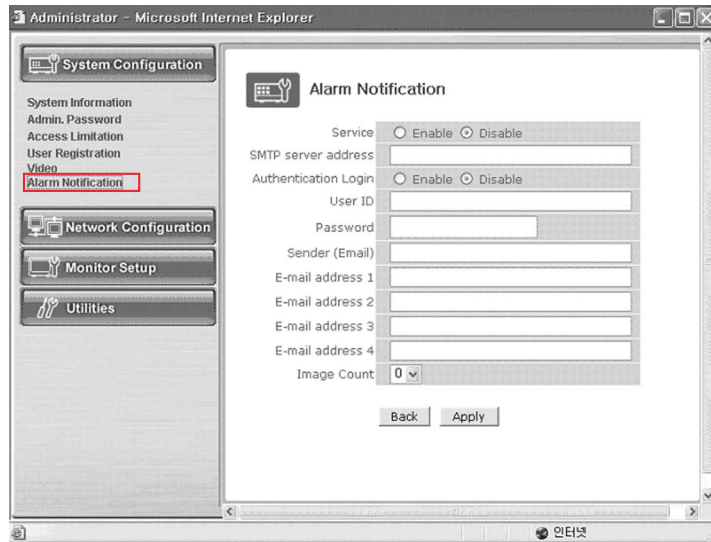 Administrator - Microsoft Internet Explorer
System Configuration
System Information
Admin. Password
Access Limitation
User Registration
Video
Alarm Notification
Network Configuration
Monitor Setup
Utilities
Alarm Notification
Service Enable Disable
SMTP server address
Authentication Login Enable Disable
User ID
Password
Sender (Email)
E-mail address 1
E-mail address 2
E-mail address 3
E-mail address 4
Image Count 0
Back Apply
인터넷